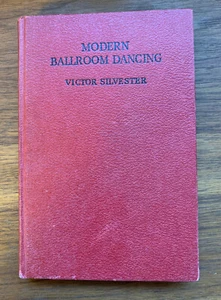 MODERN
BALLROOM DANCING
VICTOR SILVESTER